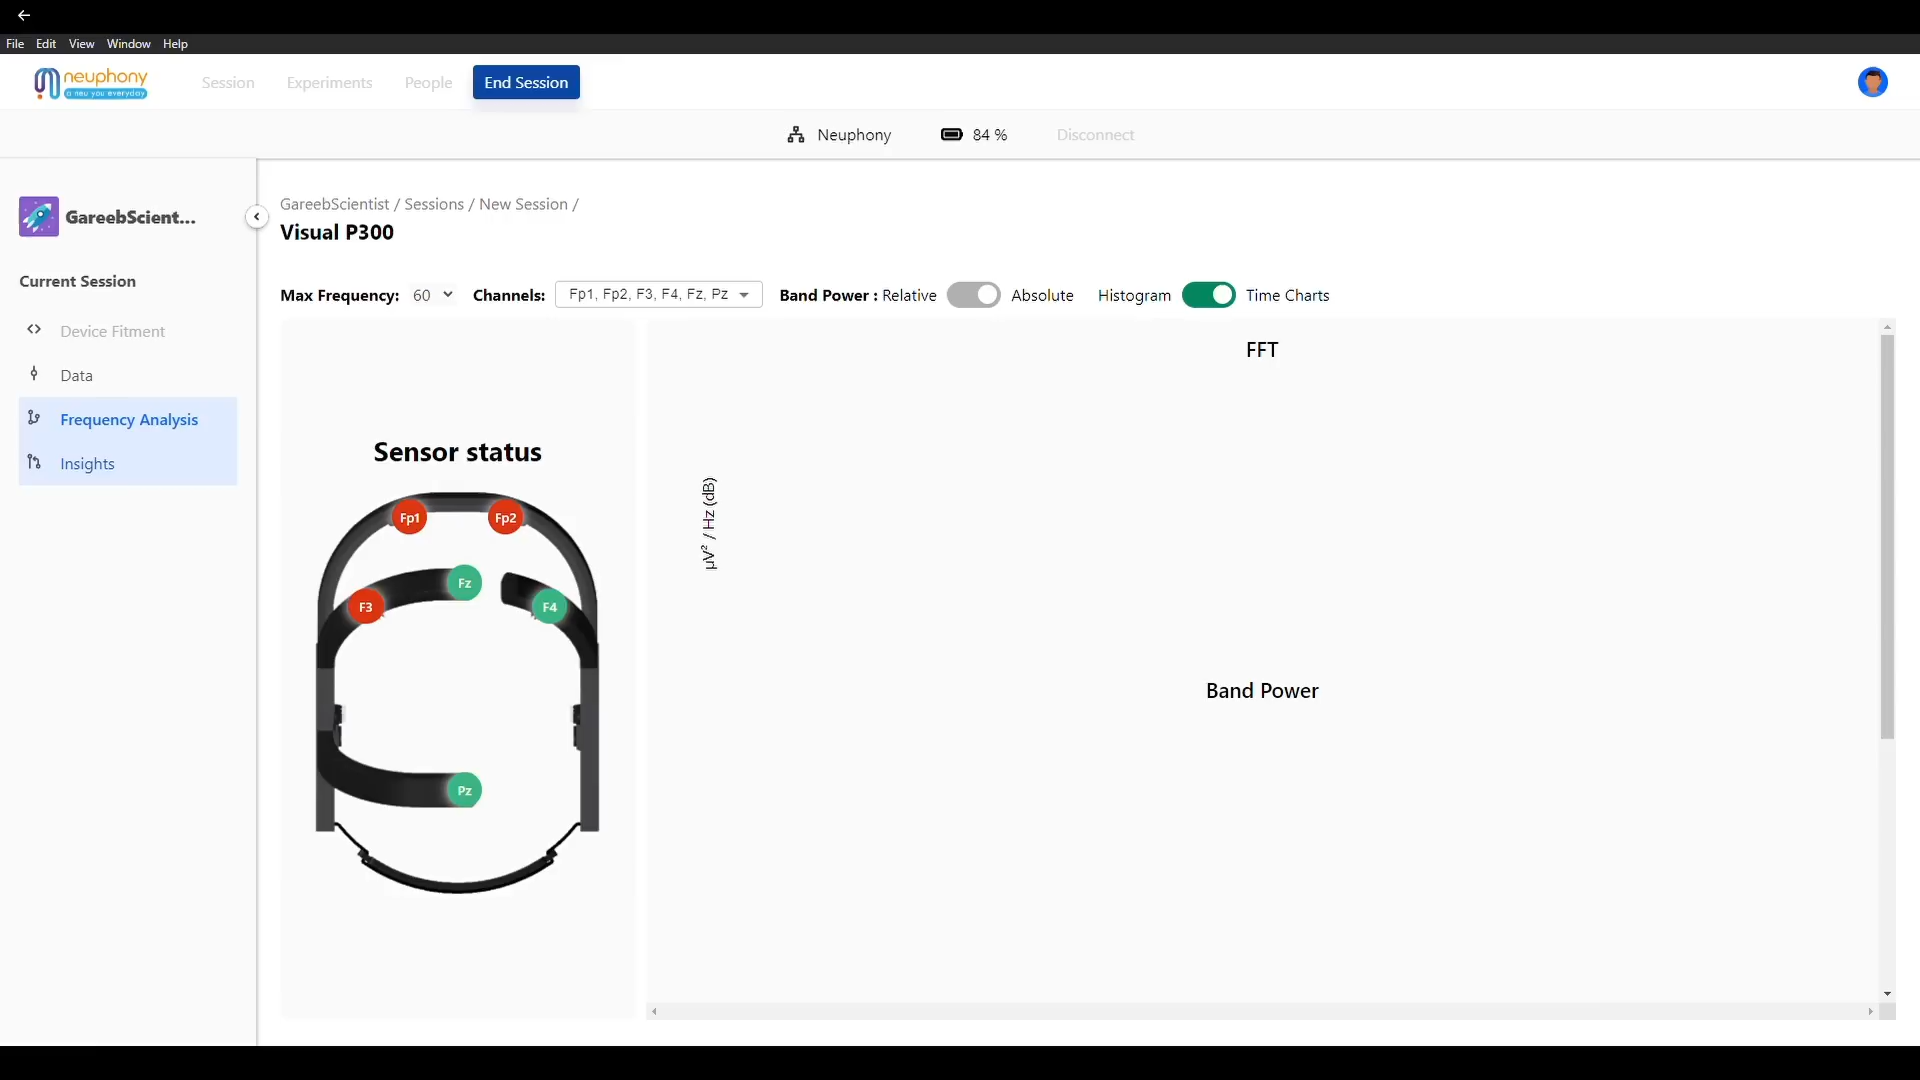 File Edit View Window Help
neuphony
a neu you everyday
Session Experiments People End Session
Neuphony 84 % Disconnect
GareebScient...
GareebScientist / Sessions / New Session /
Visual P300
Current Session
Device Fitment
Data
Frequency Analysis
Insights
Max Frequency: 60 Channels: Fp1, Fp2, F3, F4, Fz, Pz Band Power : Relative Absolute Histogram Time Charts
Sensor status
Fp1 Fp2
Fz
F3 F4
Pz
FFT
µV² / Hz (dB)
Band Power